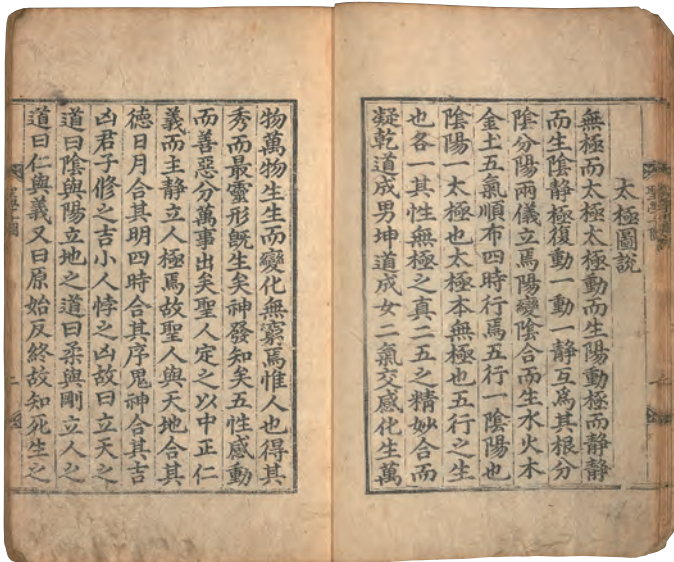 太極圖說
無極而太極太極動而生陽動極而靜靜
而生陰靜極復動一動一靜互爲其根分
陰分陽兩儀立焉陽變陰合而生水火木
金土五氣順布四時行焉五行一陰陽也
陰陽一太極也太極本無極也五行之生
也各一其性無極之真二五之精妙合而
凝乾道成男坤道成女二氣交感化生萬
物萬物生生而變化無窮焉惟人也得其
秀而最靈形旣生矣神發知矣五性感動
而善惡分萬事出矣聖人定之以中正仁
義而主靜立人極焉故聖人與天地合其
德日月合其明四時合其序鬼神合其吉
凶君子修之吉小人悖之凶故曰立天之
道曰陰與陽立地之道曰柔與剛立人之
道曰仁與義又曰原始反終故知死生之